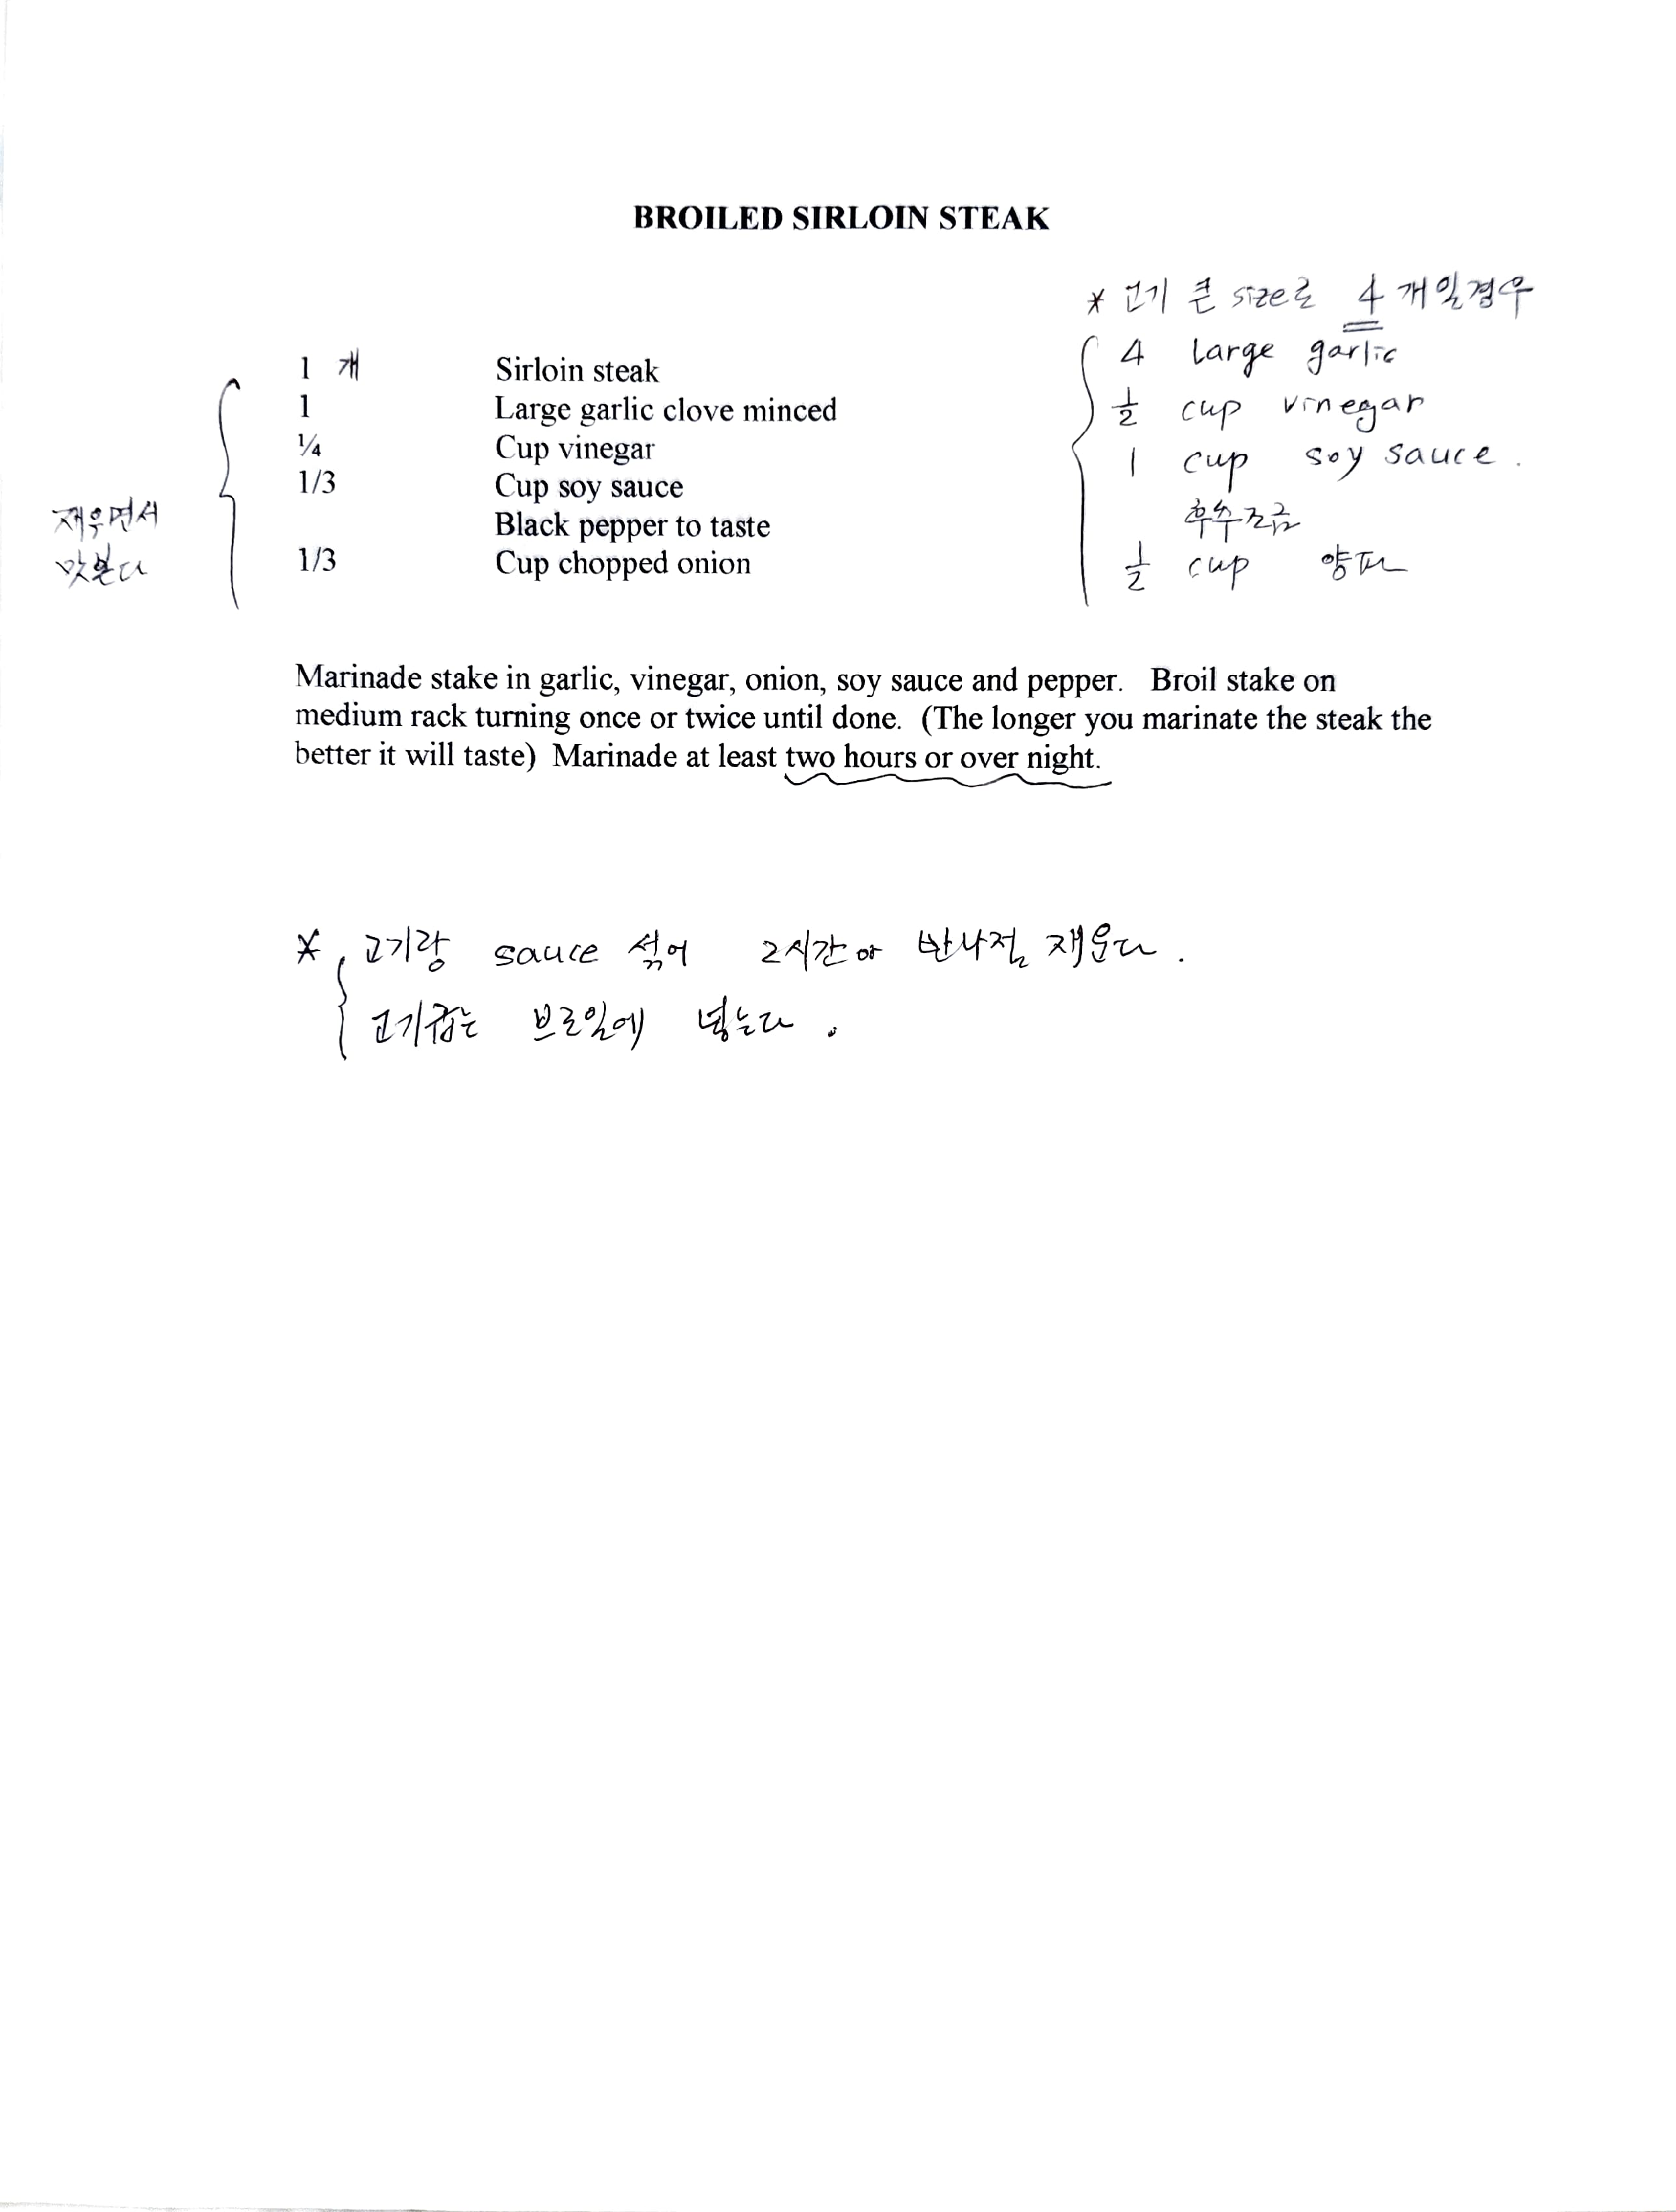 BROILED SIRLOIN STEAK
* 고기 큰 size로 4 개일경우
1 개 Sirloin steak
1 Large garlic clove minced
¼ Cup vinegar
1/3 Cup soy sauce
Black pepper to taste
1/3 Cup chopped onion
재우면서
맛본다
4 large garlic
½ cup vinegar
1 cup soy sauce.
후추조금
½ cup 양파
Marinade stake in garlic, vinegar, onion, soy sauce and pepper. Broil stake on
medium rack turning once or twice until done. (The longer you marinate the steak the
better it will taste) Marinade at least two hours or over night.
* 고기랑 sauce 섞어 2시간 or 반나절 재운다.
고기굽는 브로일에 넣는다.